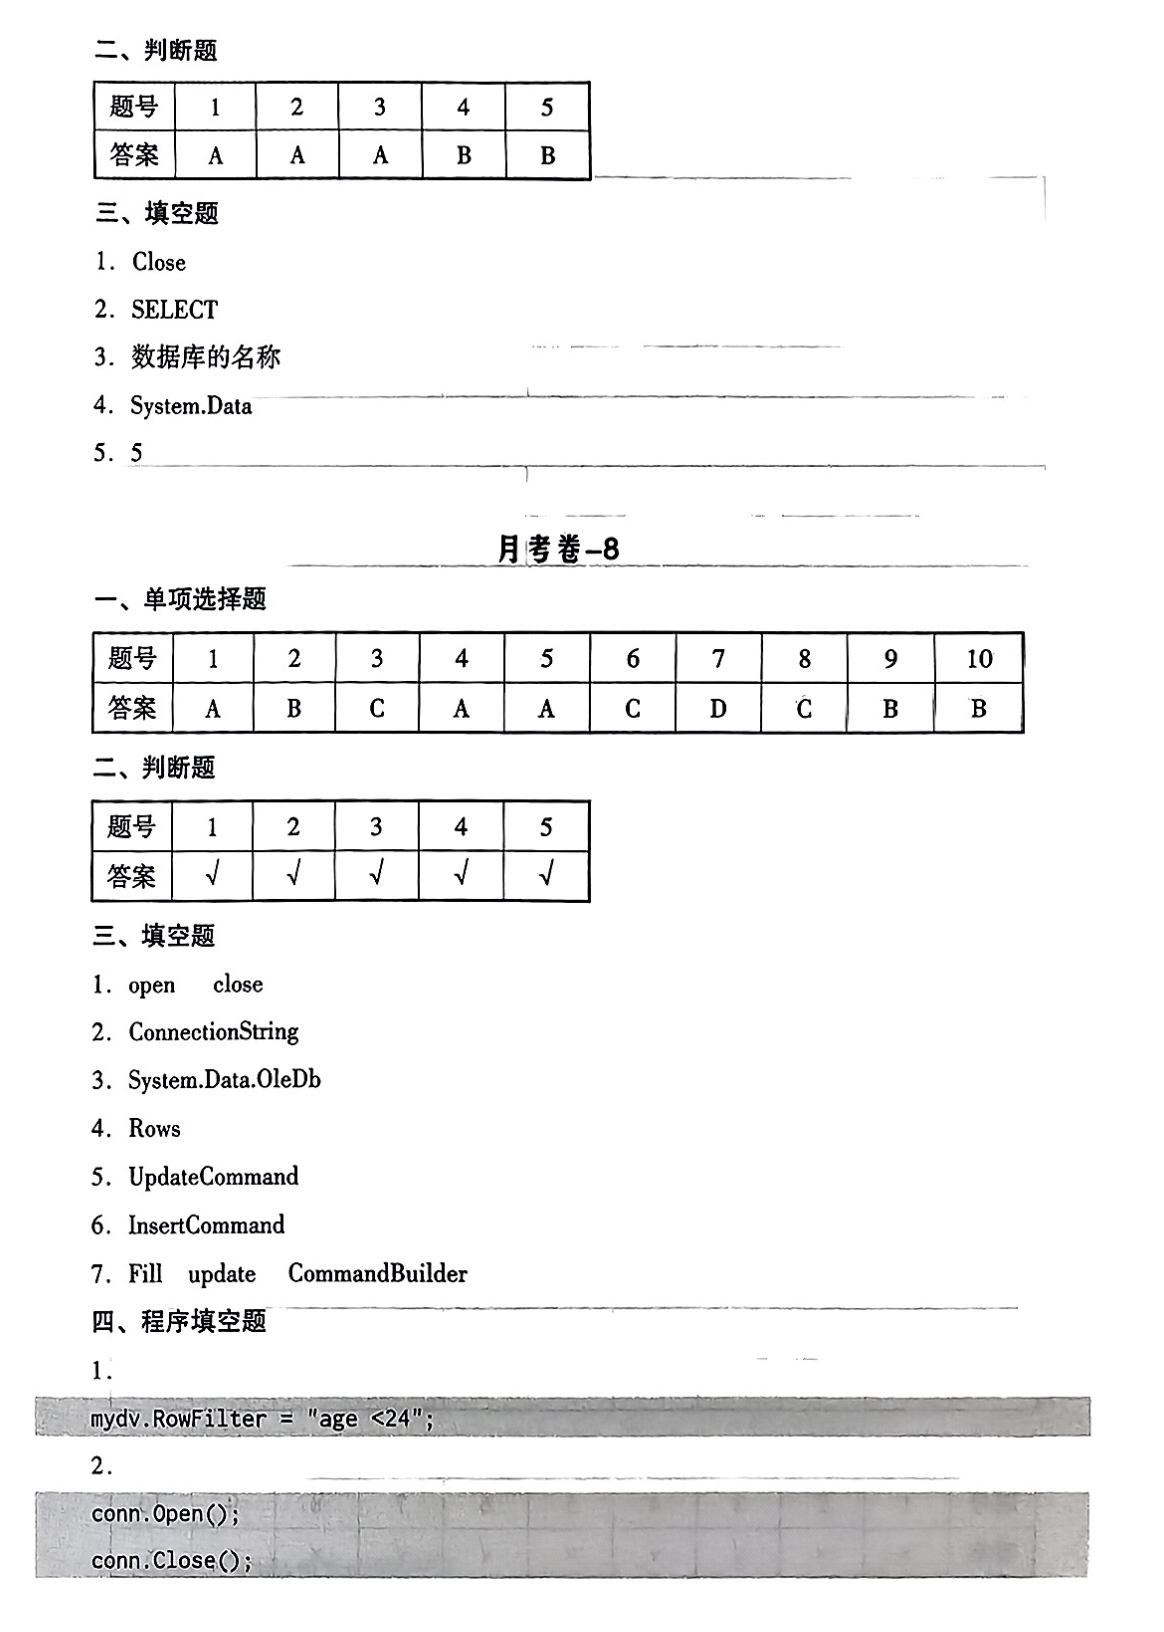 二、判断题
题号 1 2 3 4 5
答案 A A A B B
三、填空题
1. Close
2. SELECT
3. 数据库的名称
4. System.Data
5. 5
月考卷–8
一、单项选择题
题号 1 2 3 4 5 6 7 8 9 10
答案 A B C A A C D C B B
二、判断题
题号 1 2 3 4 5
答案 √ √ √ √ √
三、填空题
1. open close
2. ConnectionString
3. System.Data.OleDb
4. Rows
5. UpdateCommand
6. InsertCommand
7. Fill update CommandBuilder
四、程序填空题
1.
mydv.RowFilter = "age <24";
2.
conn.Open();
conn.Close();